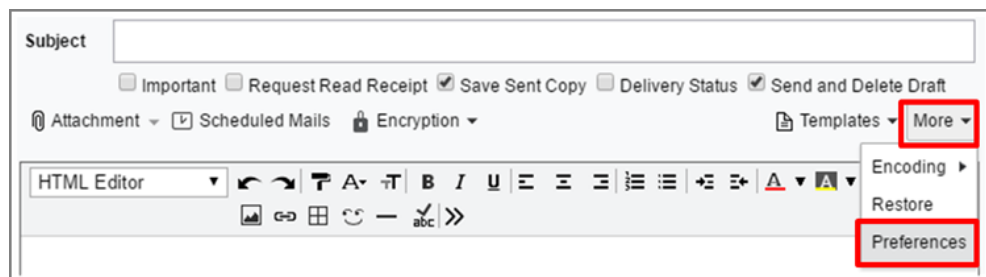 Subject
Important Request Read Receipt Save Sent Copy Delivery Status Send and Delete Draft
Attachment Scheduled Mails Encryption Templates More
Encoding
HTML Editor A T B I U A A
Restore
abc
Preferences